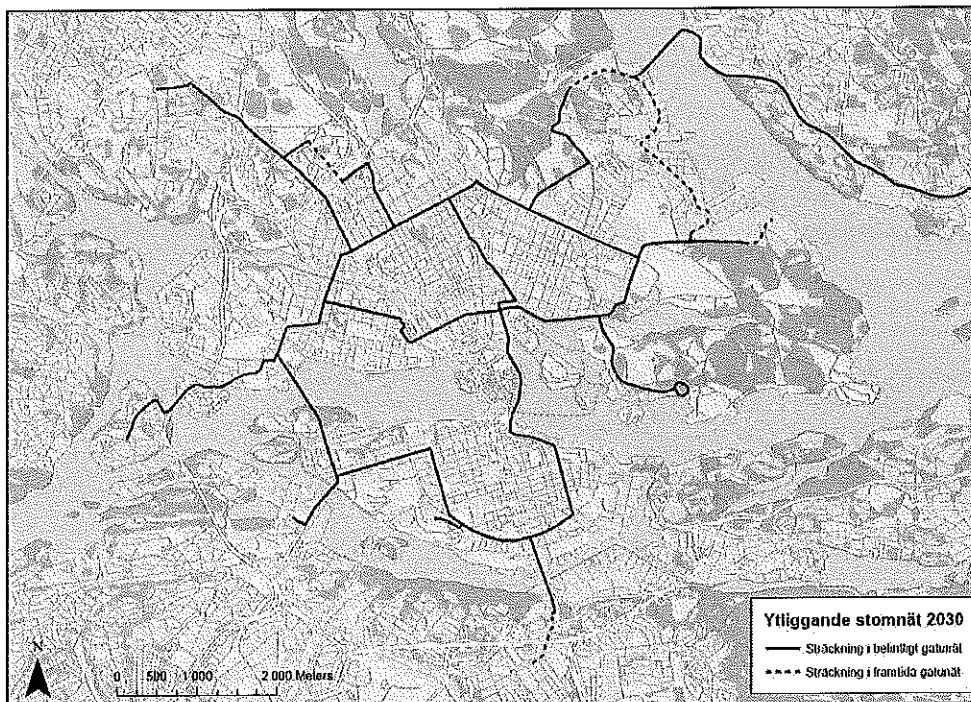 N
0 500 1 000 2 000 Meters
Ytliggande stomnät 2030
Sträckning i befintligt gatunät
Sträckning i framtida gatunät